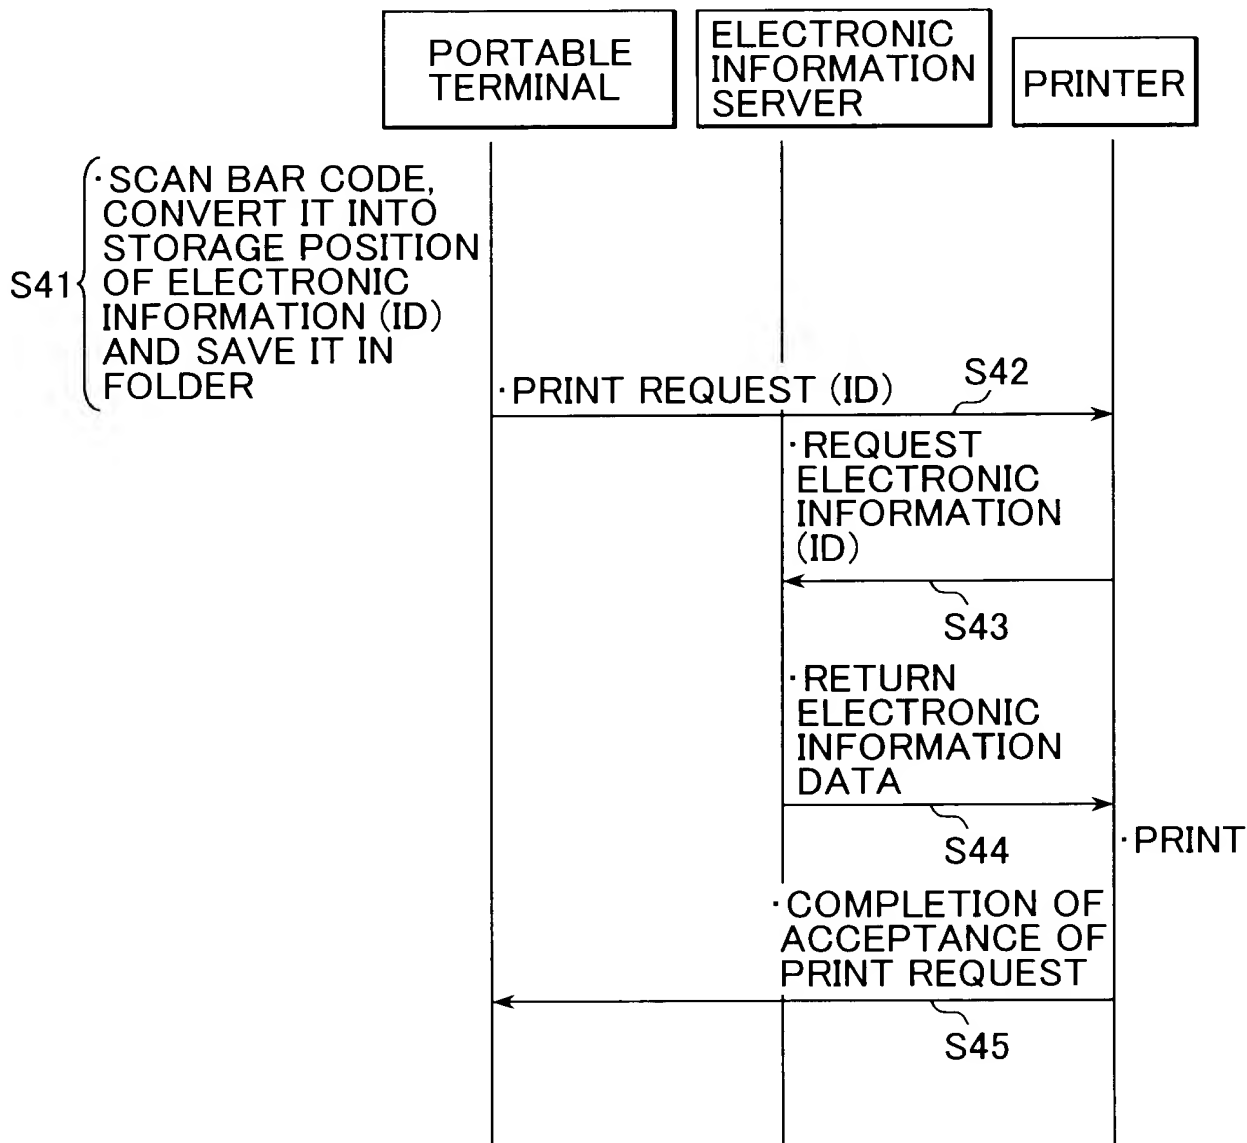 PORTABLE
TERMINAL
ELECTRONIC
INFORMATION
SERVER
PRINTER
S41
·SCAN BAR CODE,
CONVERT IT INTO
STORAGE POSITION
OF ELECTRONIC
INFORMATION (ID)
AND SAVE IT IN
FOLDER
·PRINT REQUEST (ID)
S42
·REQUEST
ELECTRONIC
INFORMATION
(ID)
S43
·RETURN
ELECTRONIC
INFORMATION
DATA
S44
·PRINT
·COMPLETION OF
ACCEPTANCE OF
PRINT REQUEST
S45